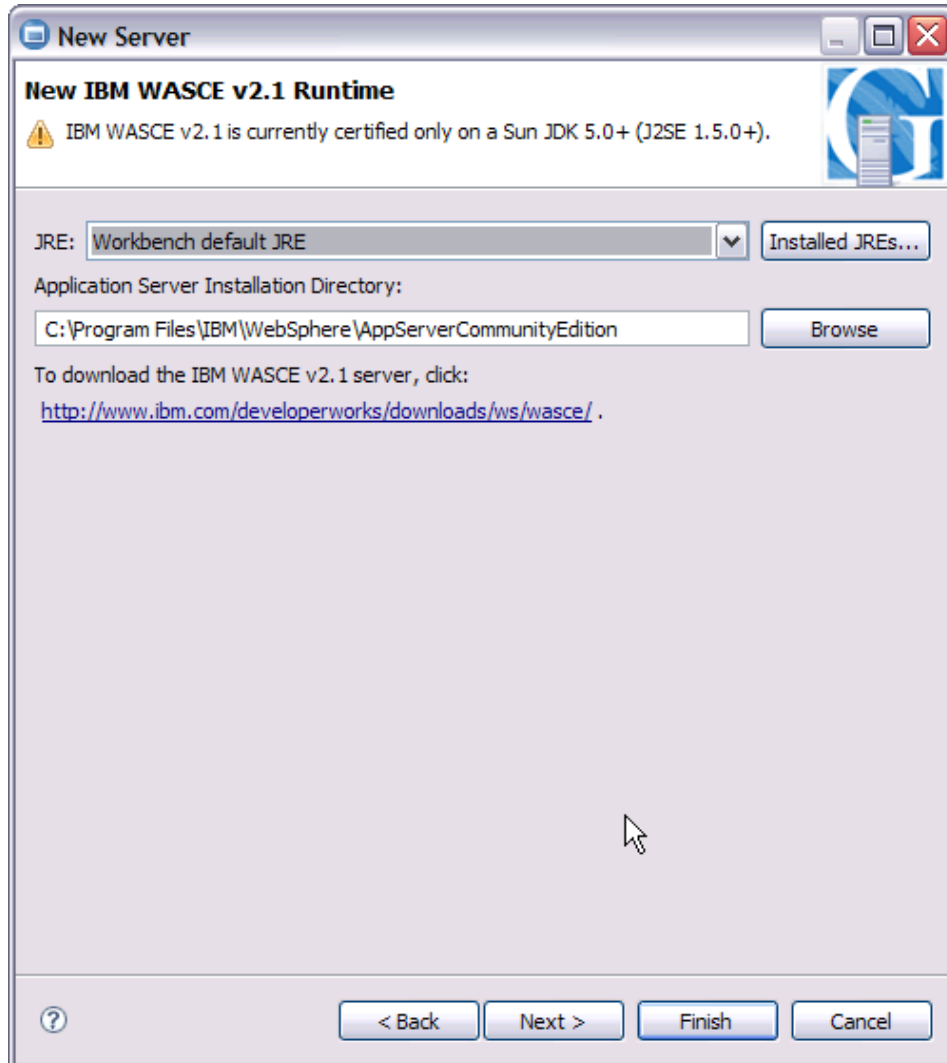 New Server
New IBM WASCE v2.1 Runtime
IBM WASCE v2.1 is currently certified only on a Sun JDK 5.0+ (J2SE 1.5.0+).
G
JRE: Workbench default JRE Installed JREs...
Application Server Installation Directory:
C:\Program Files\IBM\WebSphere\AppServerCommunityEdition Browse
To download the IBM WASCE v2.1 server, click:
http://www.ibm.com/developerworks/downloads/ws/wasce/ .
? < Back Next > Finish Cancel